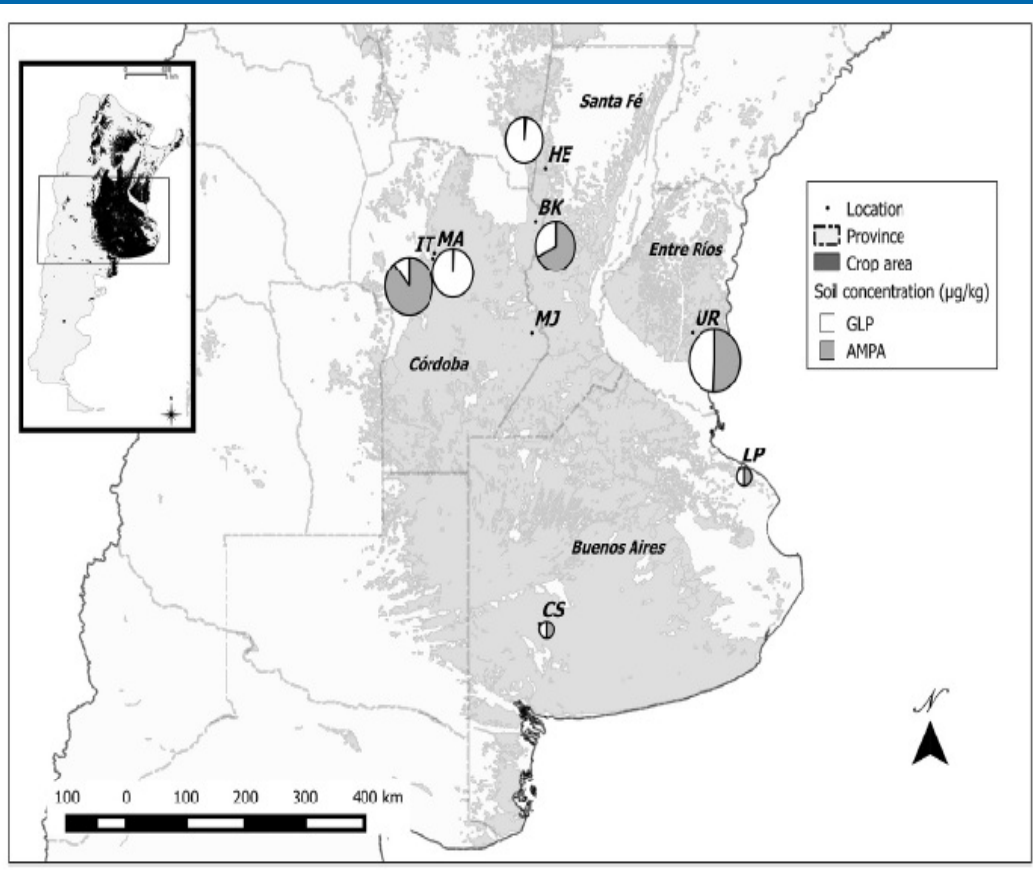 Santa Fé
HE
BK
IT MA
Entre Ríos
MJ
UR
Córdoba
LP
Buenos Aires
CS
Location
Province
Crop area
Soil concentration (µg/kg)
GLP
AMPA
N
100 0 100 200 300 400 km